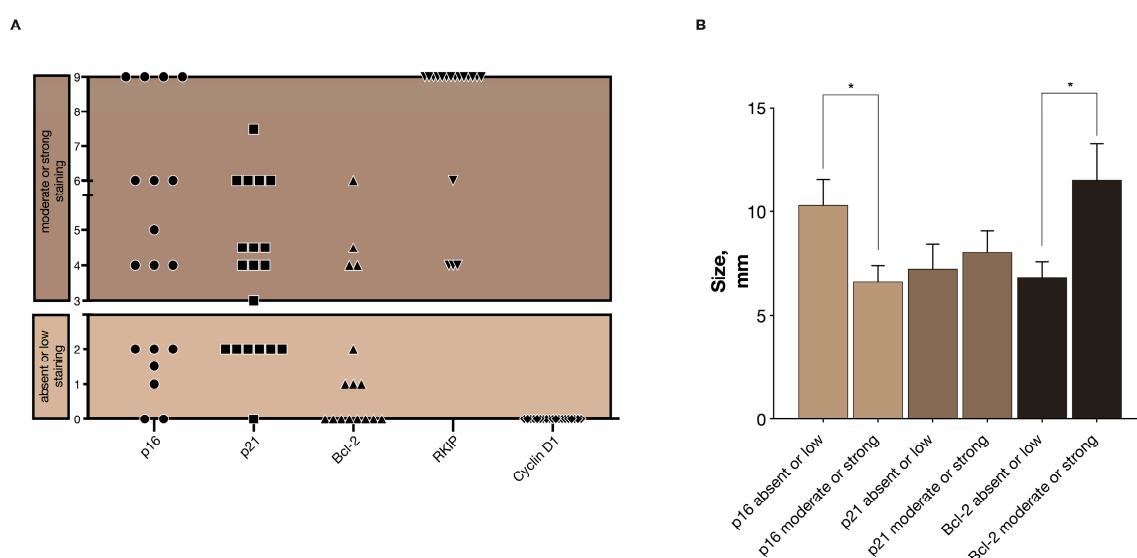 A
moderate or strong
staining
9
8
7
6
5
4
3
absent or low
staining
2
1
0
p16
p21
Bcl-2
RKIP
Cyclin D1
B
Size,
mm
15
10
5
0
*
*
p16 absent or low
p16 moderate or strong
p21 absent or low
p21 moderate or strong
Bcl-2 absent or low
Bcl-2 moderate or strong